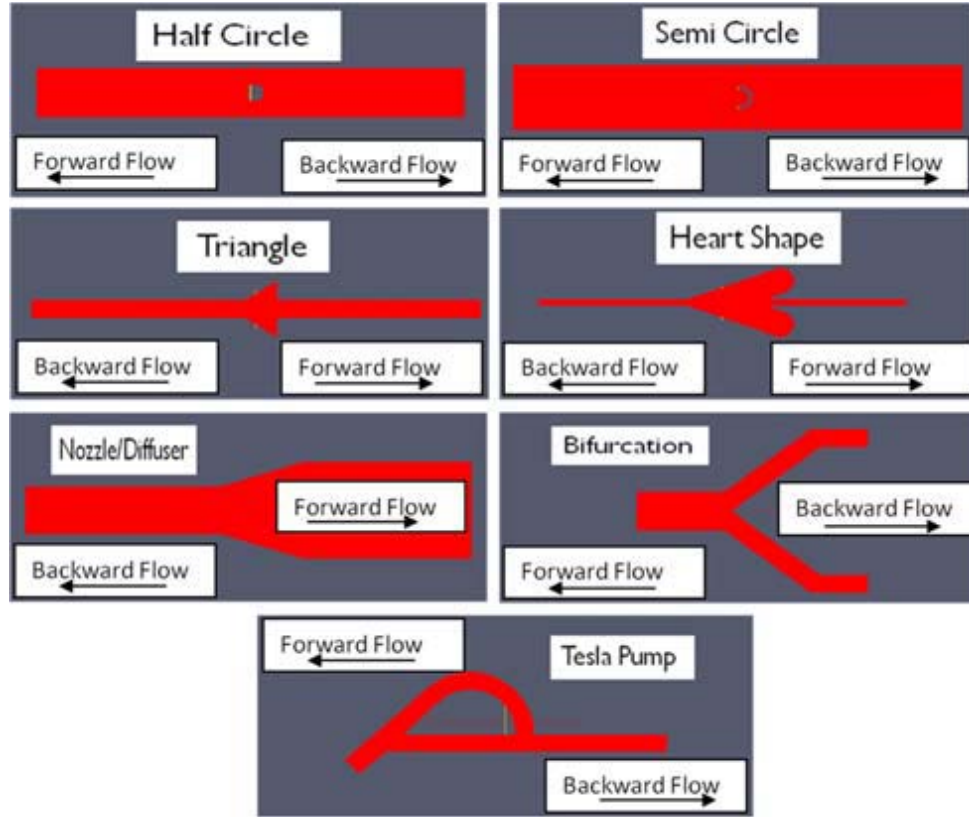 Half Circle
Forward Flow
Backward Flow
Semi Circle
Forward Flow
Backward Flow
Triangle
Backward Flow
Forward Flow
Heart Shape
Backward Flow
Forward Flow
Nozzle/Diffuser
Forward Flow
Backward Flow
Bifurcation
Backward Flow
Forward Flow
Forward Flow
Tesla Pump
Backward Flow